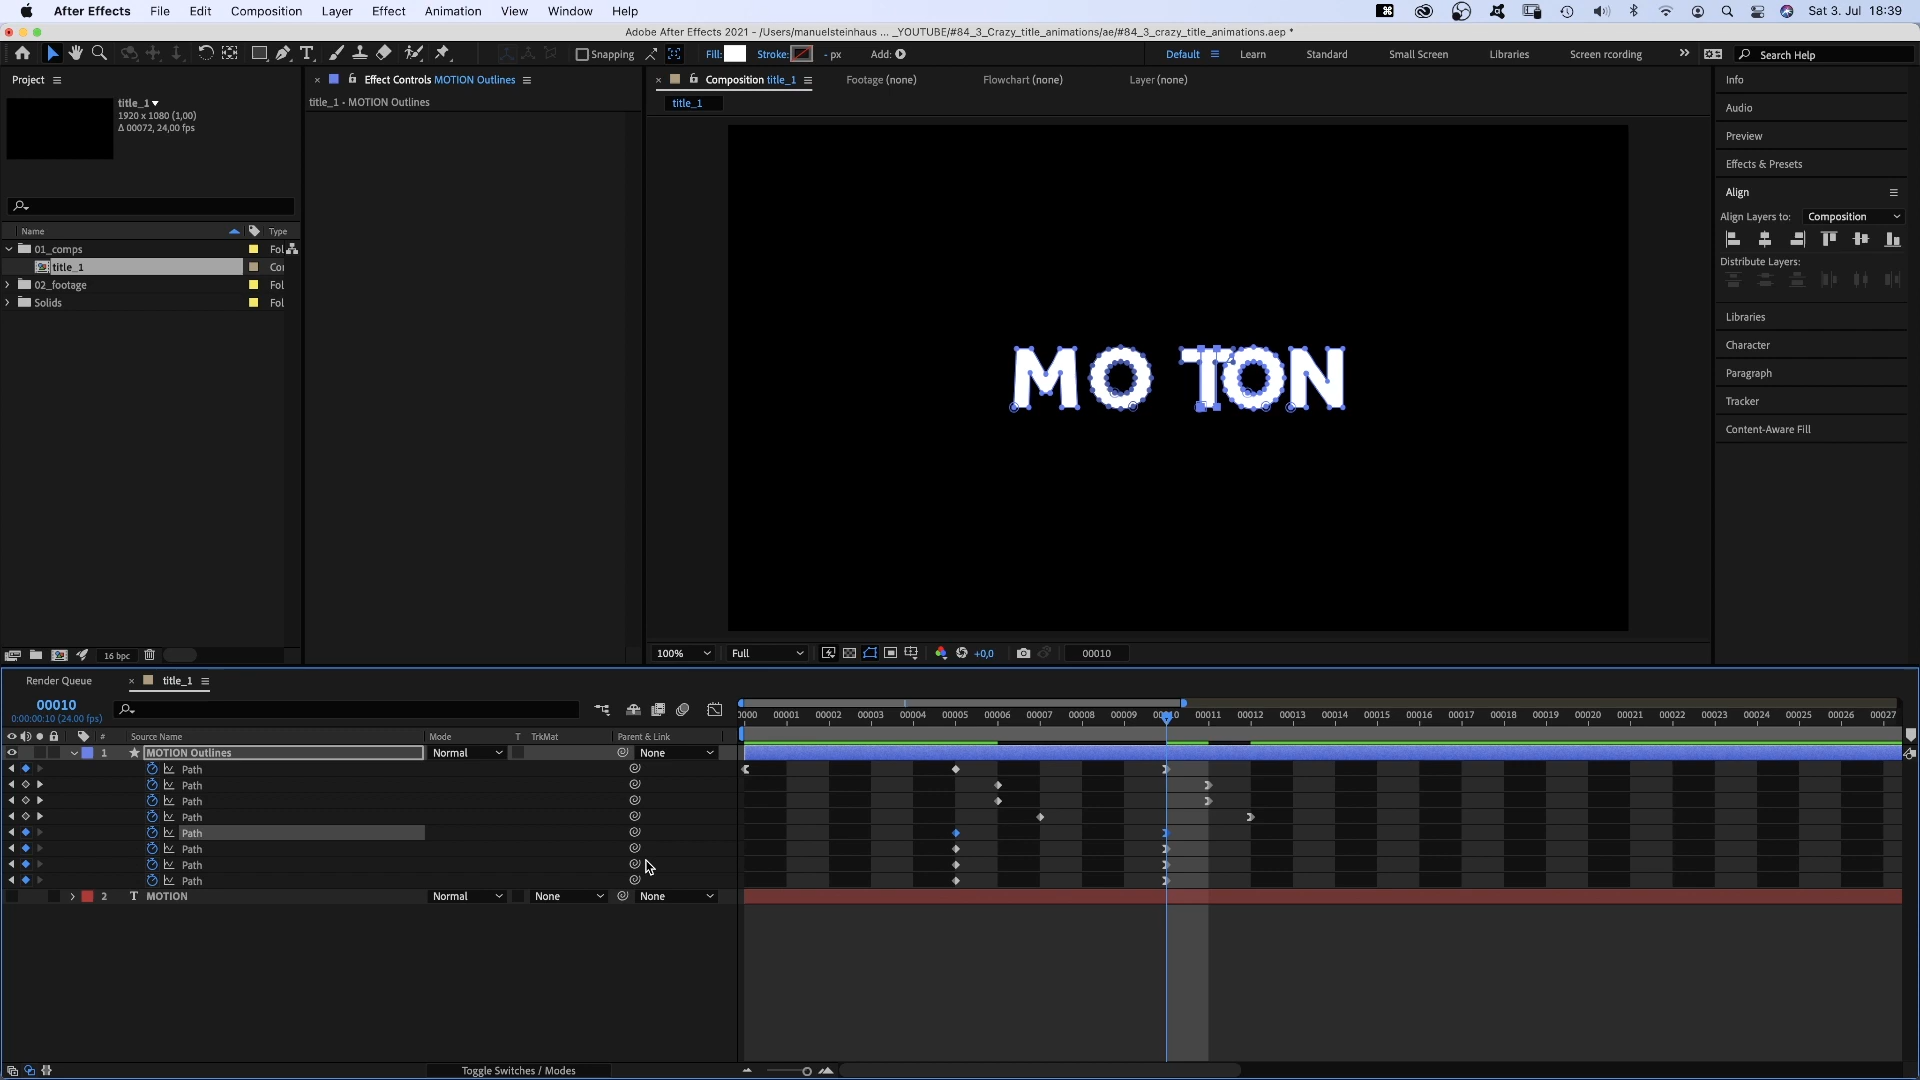 After Effects File Edit Composition Layer Effect Animation View Window Help Sat 3. Jul 18:39
Adobe After Effects 2021 - /Users/manuelsteinhaus ... _YOUTUBE/#84_3_Crazy_title_animations/ae/#84_3_crazy_title_animations.aep *
Snapping Fill: Stroke: - px Add: Default Learn Standard Small Screen Libraries Screen recording Search Help
Project
Effect Controls MOTION Outlines
Composition title_1
Footage (none)
Flowchart (none)
Layer (none)
title_1
1920 x 1080 (1,00)
Δ 00072, 24,00 fps
title_1 - MOTION Outlines
title_1
Name Type
01_comps Fol
title_1 Co
02_footage Fol
Solids Fol
MO TON
Info
Audio
Preview
Effects & Presets
Align
Align Layers to: Composition
Distribute Layers:
Libraries
Character
Paragraph
Tracker
Content-Aware Fill
16 bpc
100% Full +0,0 00010
Render Queue title_1
00010
0:00:00:10 (24.00 fps)
0000 00001 00002 00003 00004 00005 00006 00007 00008 00009 00010 00011 00012 00013 00014 00015 00016 00017 00018 00019 00020 00021 00022 00023 00024 00025 00026 00027
# Source Name Mode T TrkMat Parent & Link
1 MOTION Outlines Normal None
Path
Path
Path
Path
Path
Path
Path
Path
2 T MOTION Normal None None
Toggle Switches / Modes